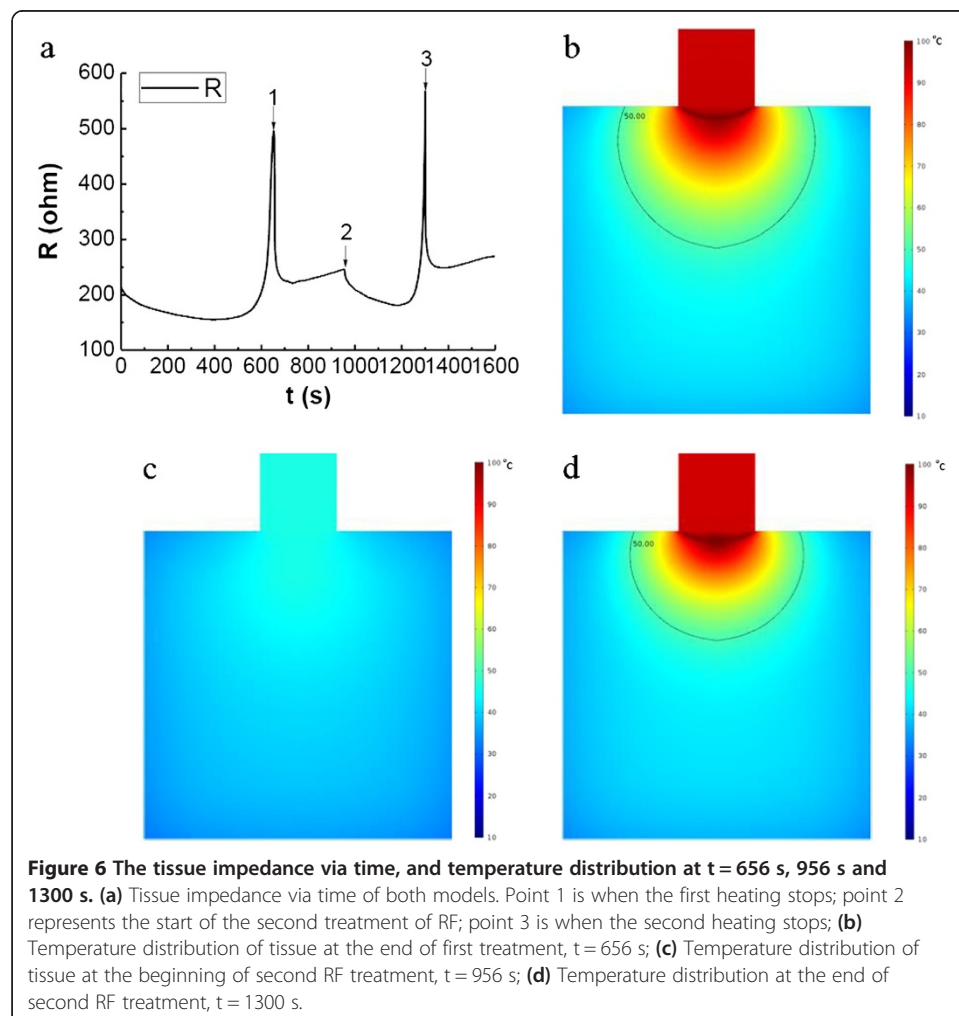 a
600
500
400
300
200
100
R (ohm)
R
1
2
3
0 200 400 600 800 1000 1200 1400 1600
t (s)
b
50.00
100 °C
90
80
70
60
50
40
30
20
10
c
100 °C
90
80
70
60
50
40
30
20
10
d
50.00
100 °C
90
80
70
60
50
40
30
20
10
Figure 6 The tissue impedance via time, and temperature distribution at t = 656 s, 956 s and
1300 s. (a) Tissue impedance via time of both models. Point 1 is when the first heating stops; point 2
represents the start of the second treatment of RF; point 3 is when the second heating stops; (b)
Temperature distribution of tissue at the end of first treatment, t = 656 s; (c) Temperature distribution of
tissue at the beginning of second RF treatment, t = 956 s; (d) Temperature distribution at the end of
second RF treatment, t = 1300 s.